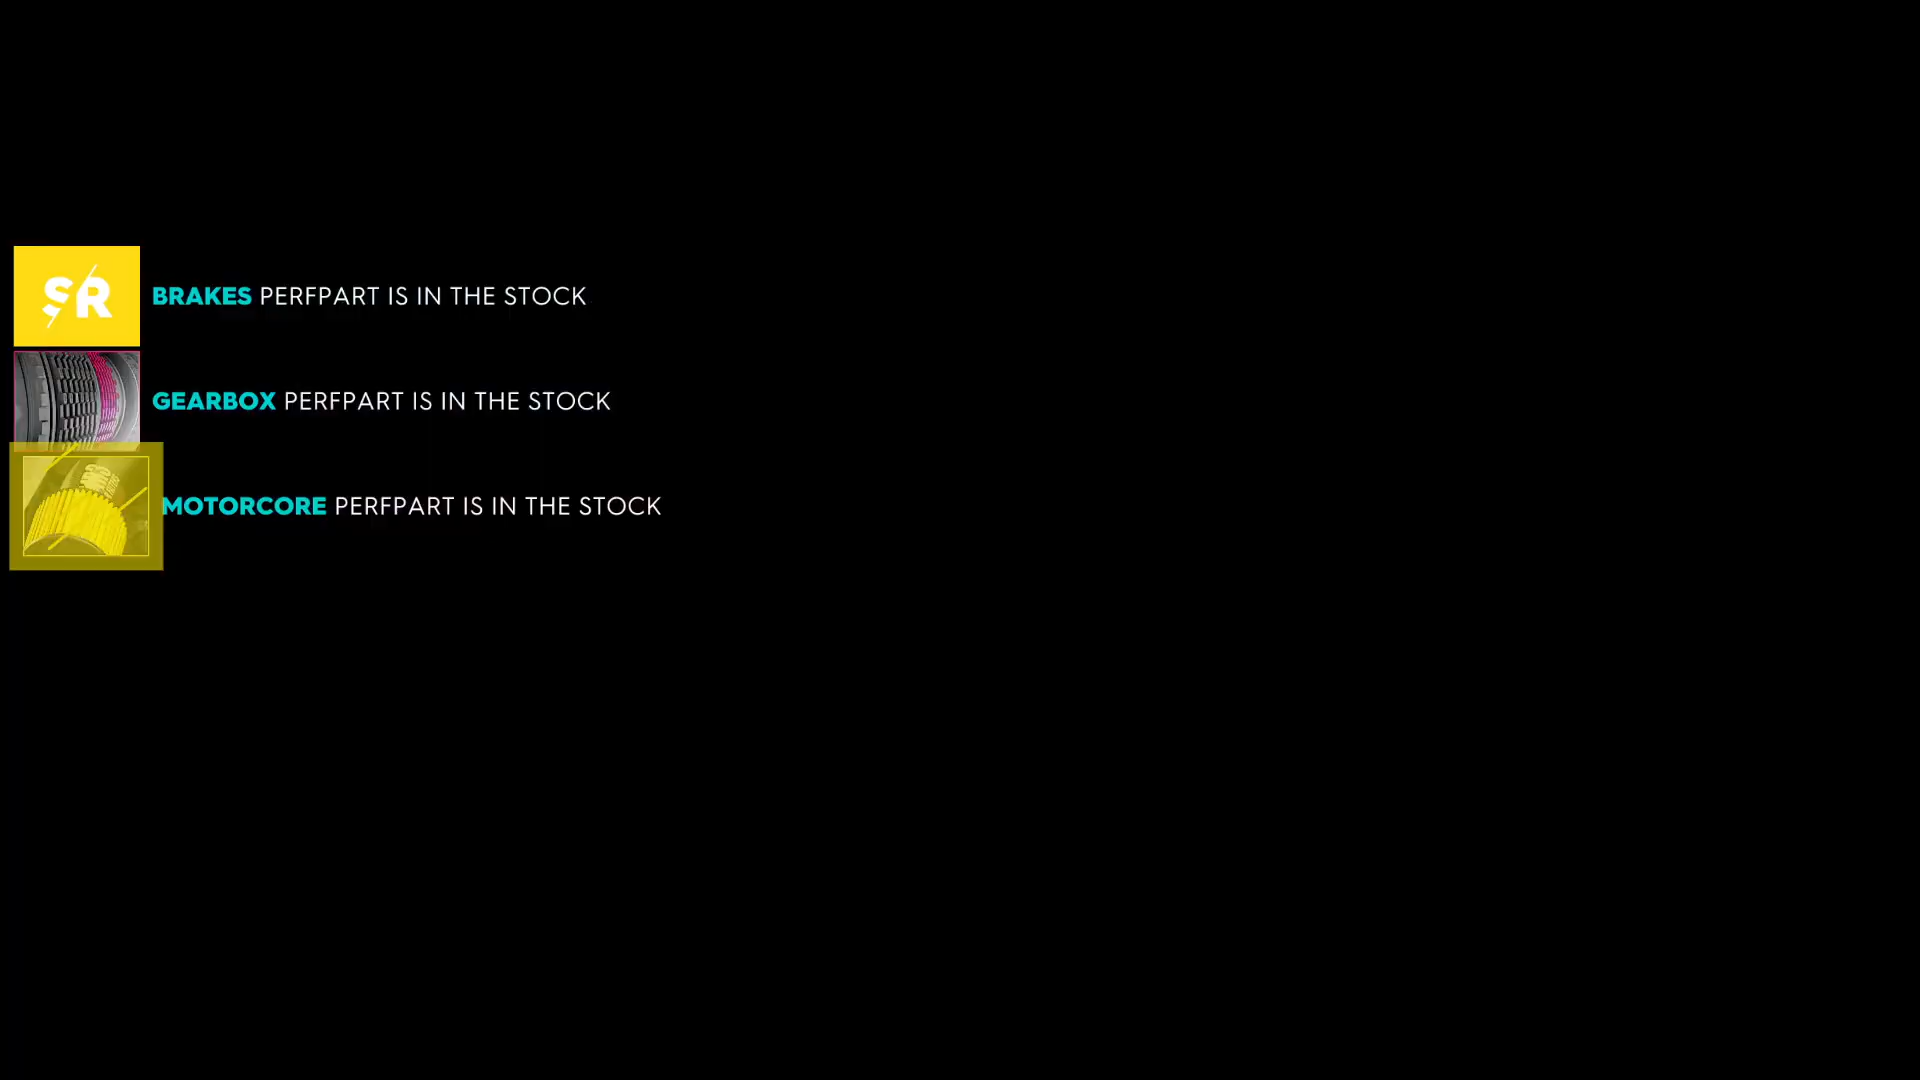 SR
BRAKES PERFPART IS IN THE STOCK
GEARBOX PERFPART IS IN THE STOCK
MOTORCORE PERFPART IS IN THE STOCK